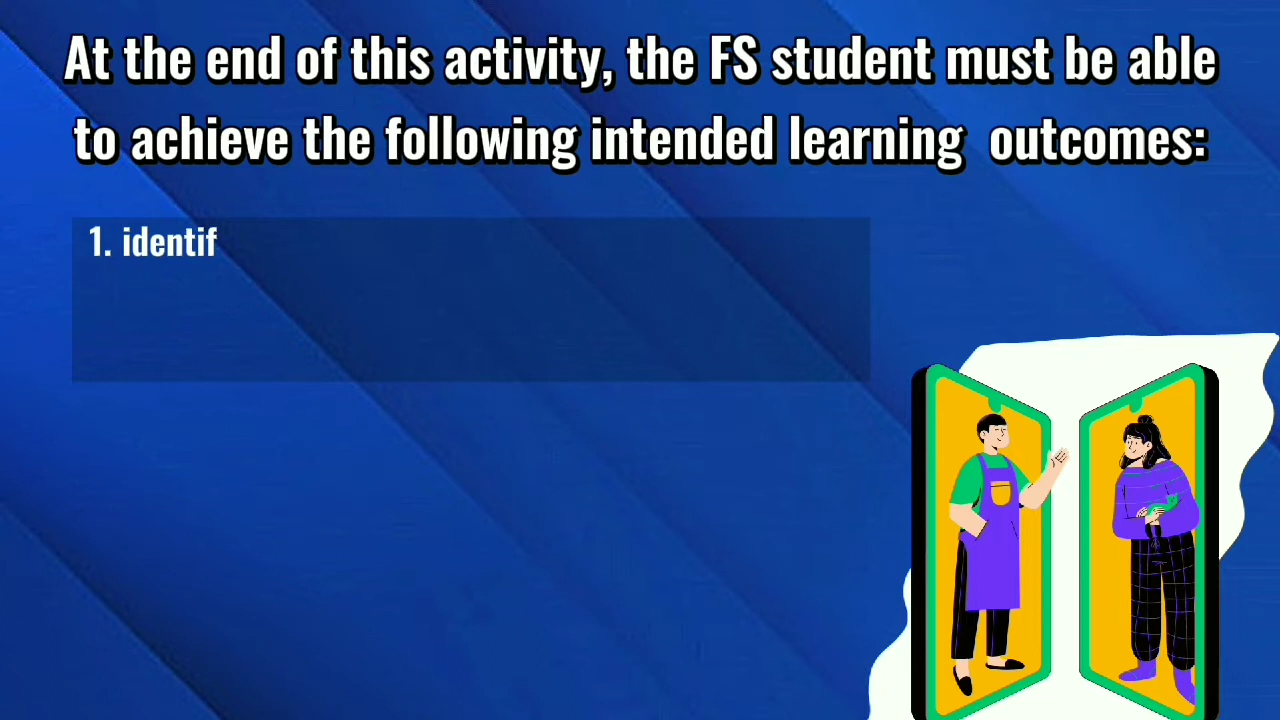 At the end of this activity, the FS student must be able
to achieve the following intended learning outcomes:
1. identif